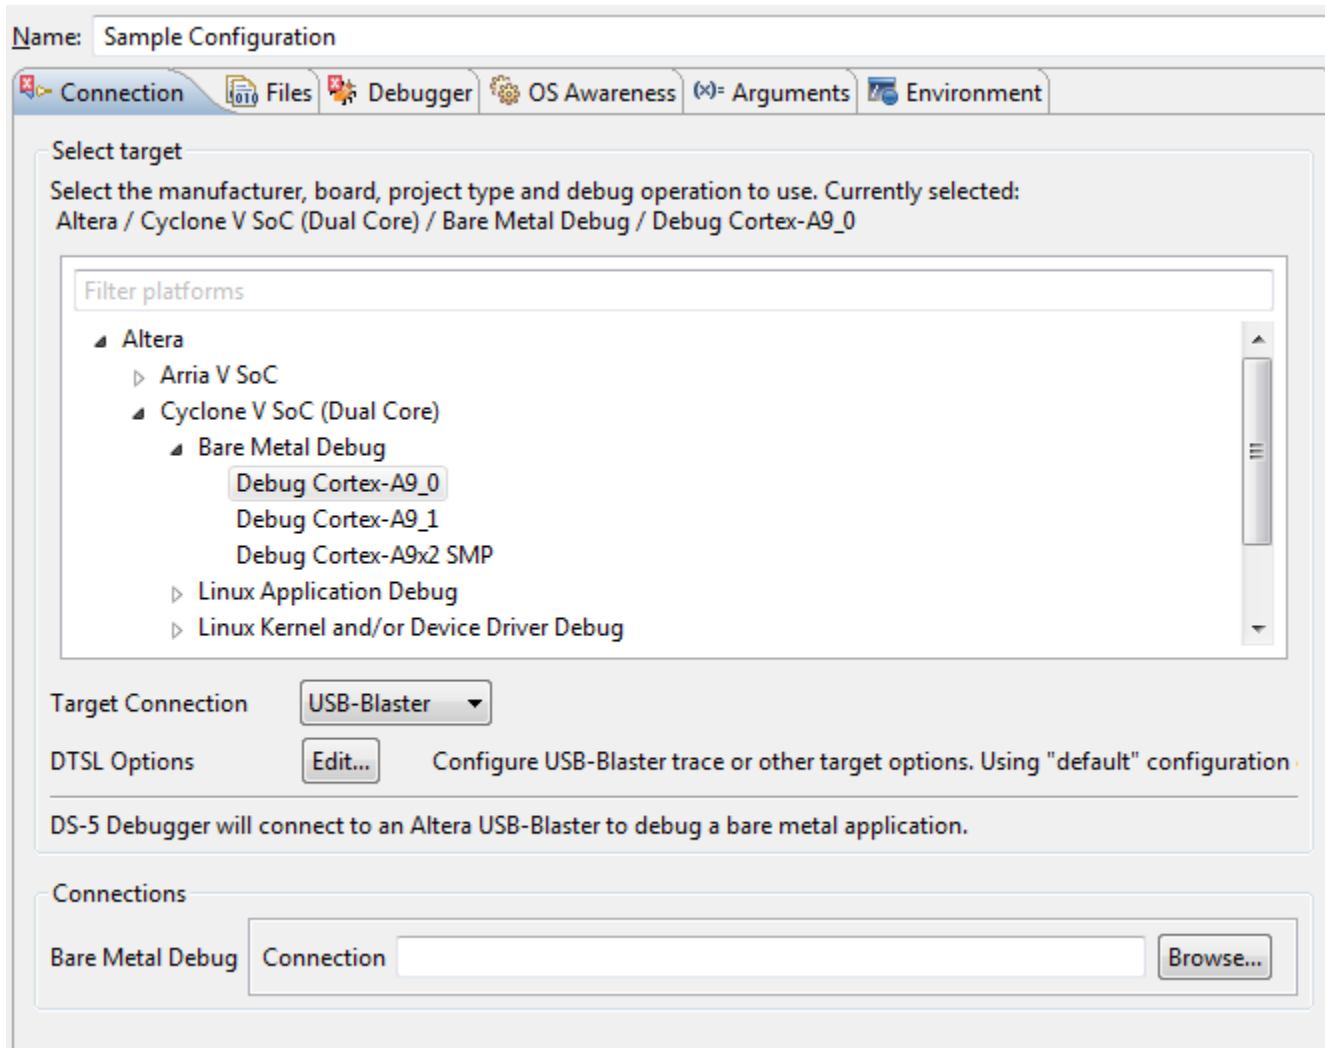 Name: Sample Configuration
Connection Files Debugger OS Awareness (x)= Arguments Environment
Select target
Select the manufacturer, board, project type and debug operation to use. Currently selected:
Altera / Cyclone V SoC (Dual Core) / Bare Metal Debug / Debug Cortex-A9_0
Filter platforms
Altera
Arria V SoC
Cyclone V SoC (Dual Core)
Bare Metal Debug
Debug Cortex-A9_0
Debug Cortex-A9_1
Debug Cortex-A9x2 SMP
Linux Application Debug
Linux Kernel and/or Device Driver Debug
Target Connection USB-Blaster
DTSL Options Edit... Configure USB-Blaster trace or other target options. Using "default" configuration
DS-5 Debugger will connect to an Altera USB-Blaster to debug a bare metal application.
Connections
Bare Metal Debug Connection Browse...